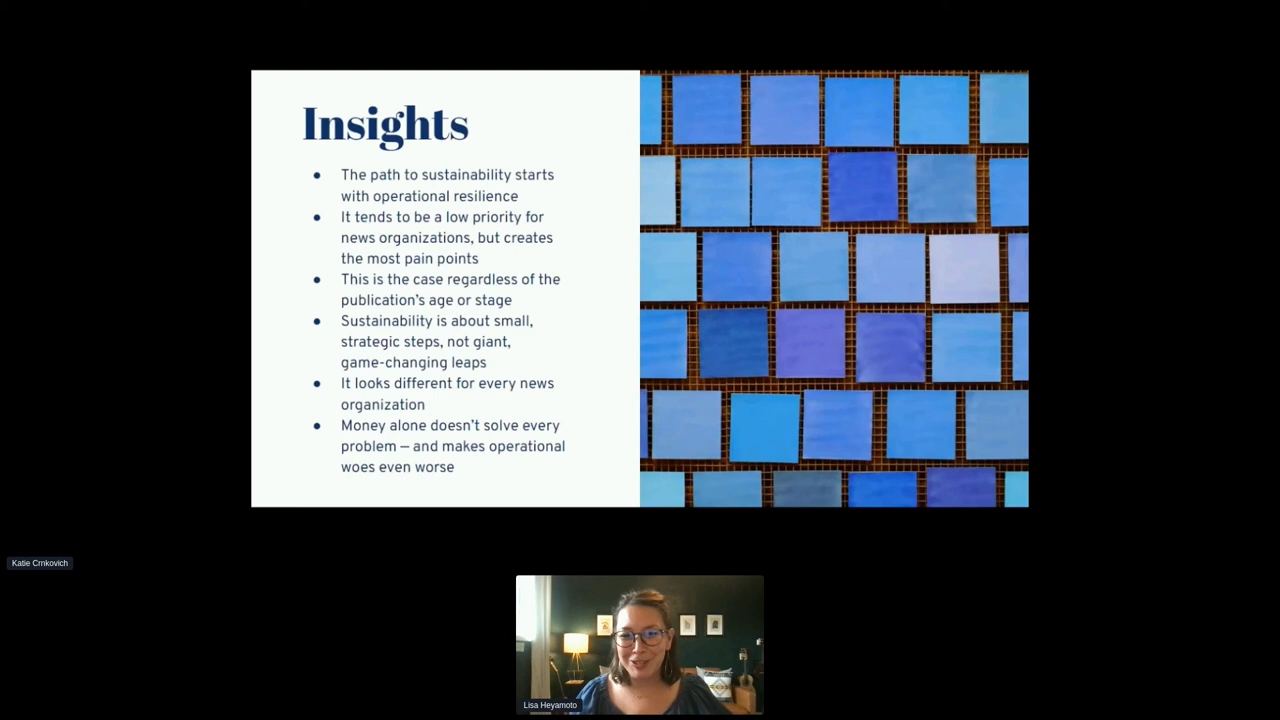 Insights
● The path to sustainability starts
with operational resilience
● It tends to be a low priority for
news organizations, but creates
the most pain points
● This is the case regardless of the
publication’s age or stage
● Sustainability is about small,
strategic steps, not giant,
game-changing leaps
● It looks different for every news
organization
● Money alone doesn’t solve every
problem — and makes operational
woes even worse
Katie Crnkovich
Lisa Heyamoto